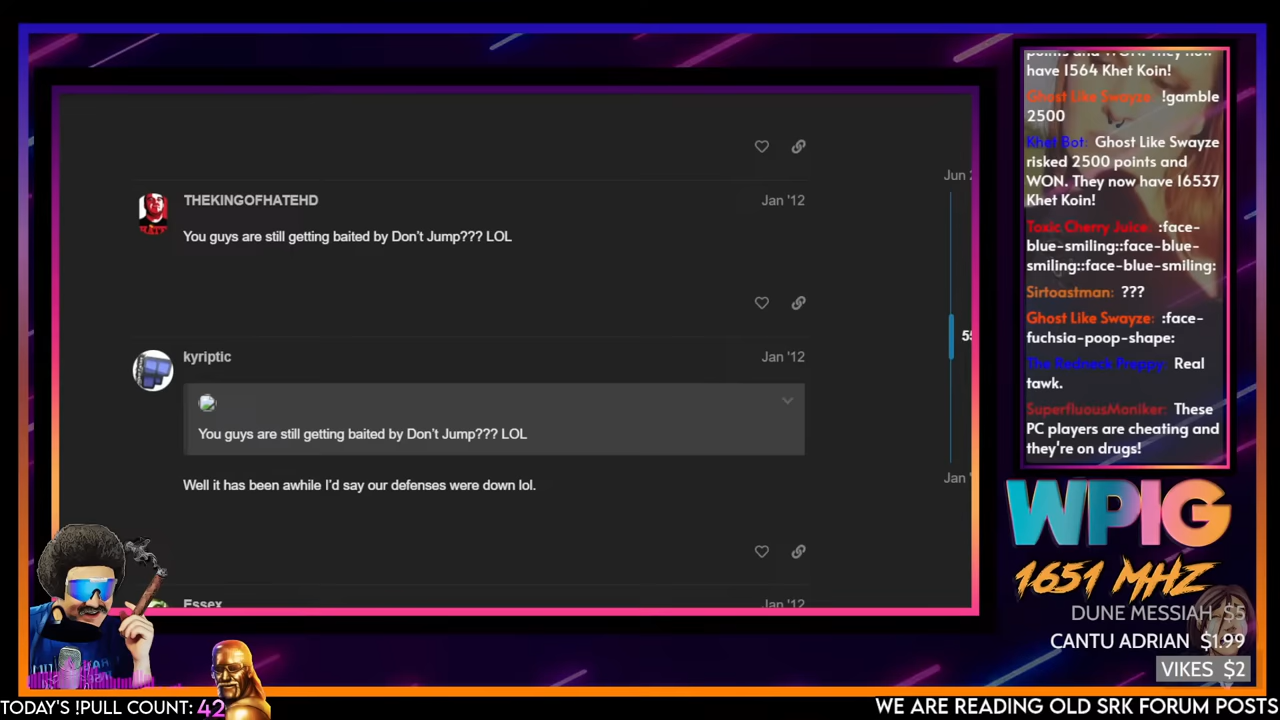 THEKINGOFHATEHD
Jan '12
You guys are still getting baited by Don't Jump??? LOL
kyriptic
Jan '12
You guys are still getting baited by Don't Jump??? LOL
Well it has been awhile I'd say our defenses were down lol.
Essex
Jan '12
Jun
Jan
points and WON. They now
have 1564 Khet Koin!
Ghost Like Swayze: !gamble
2500
Khet Bot: Ghost Like Swayze
risked 2500 points and
WON. They now have 16537
Khet Koin!
Toxic Cherry Juice: :face-
blue-smiling::face-blue-
smiling::face-blue-smiling:
Sirtoastman: ???
Ghost Like Swayze: :face-
fuchsia-poop-shape:
The Redneck Preppy: Real
tawk.
SuperfluousMoniker: These
PC players are cheating and
they're on drugs!
WPIG
1651 MHZ
DUNE MESSIAH $5
CANTU ADRIAN $1.99
VIKES $2
HATE
TODAY'S !PULL COUNT: 42
WE ARE READING OLD SRK FORUM POSTS